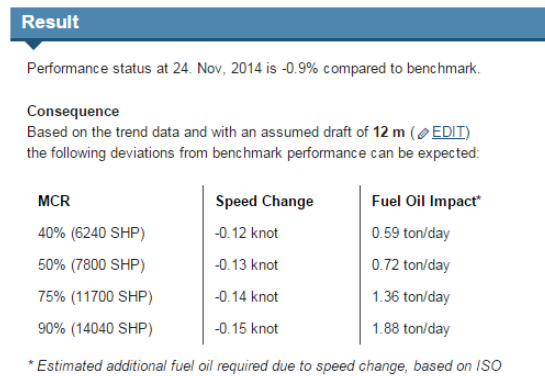 Result
Performance status at 24. Nov, 2014 is -0.9% compared to benchmark.
Consequence
Based on the trend data and with an assumed draft of 12 m ( EDIT)
the following deviations from benchmark performance can be expected:
MCR Speed Change Fuel Oil Impact*
40% (6240 SHP) -0.12 knot 0.59 ton/day
50% (7800 SHP) -0.13 knot 0.72 ton/day
75% (11700 SHP) -0.14 knot 1.36 ton/day
90% (14040 SHP) -0.15 knot 1.88 ton/day
* Estimated additional fuel oil required due to speed change, based on ISO